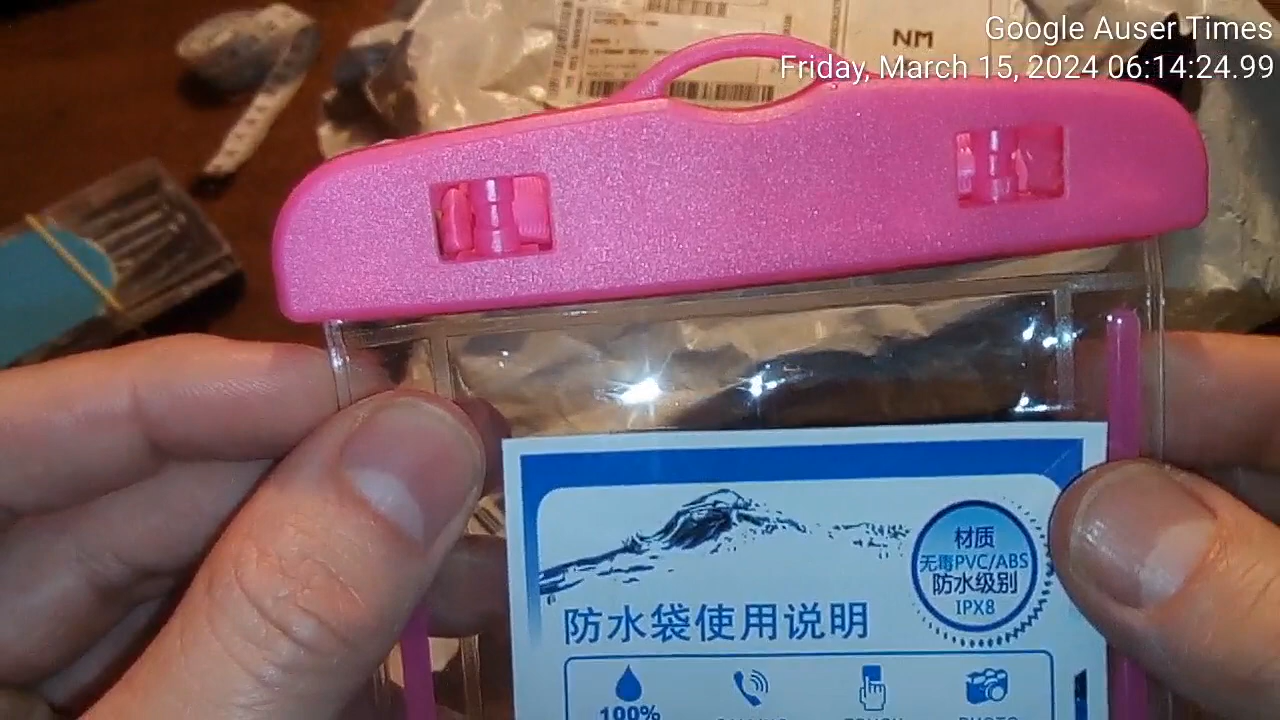 Google Auser Times
Friday, March 15, 2024 06:14:24.99
NM
材质
无毒PVC/ABS
防水级别
IPX8
防水袋使用说明
100%